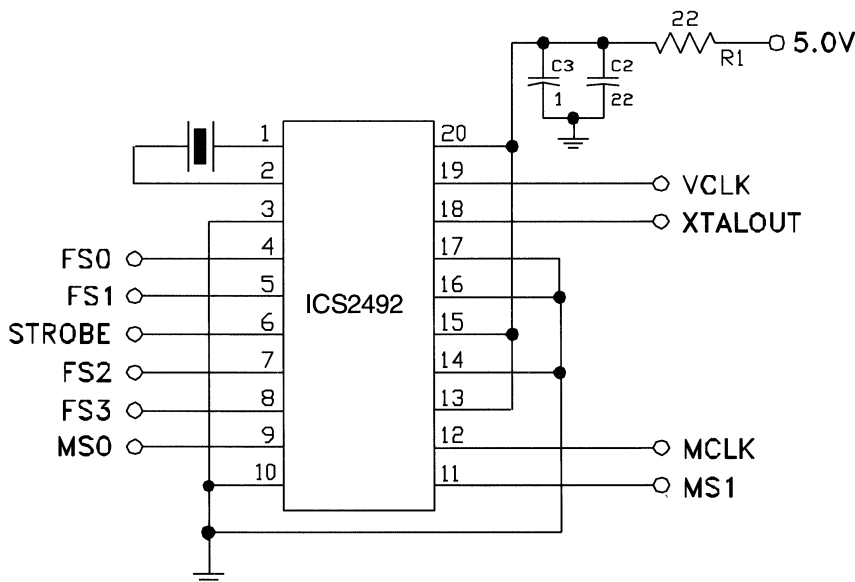 22
5.0V
R1
C3
C2
1
22
1
20
2
19
VCLK
3
18
XTALOUT
FS0
4
17
FS1
5
16
ICS2492
STROBE
6
15
FS2
7
14
FS3
8
13
MS0
9
12
MCLK
10
11
MS1